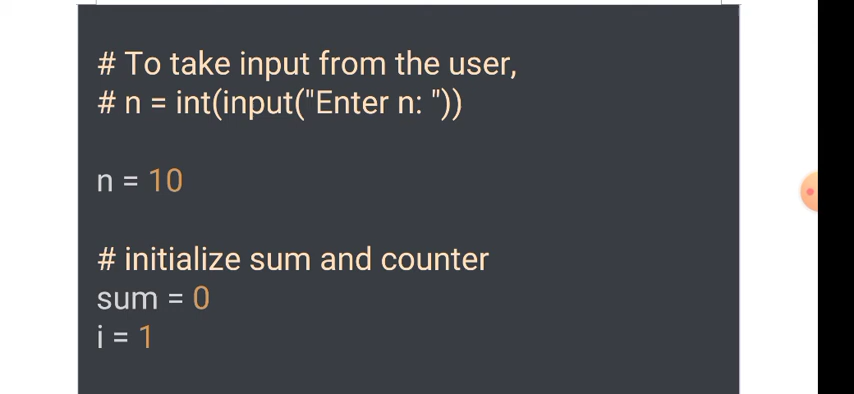 # To take input from the user,
# n = int(input("Enter n: "))
n = 10
# initialize sum and counter
sum = 0
i = 1